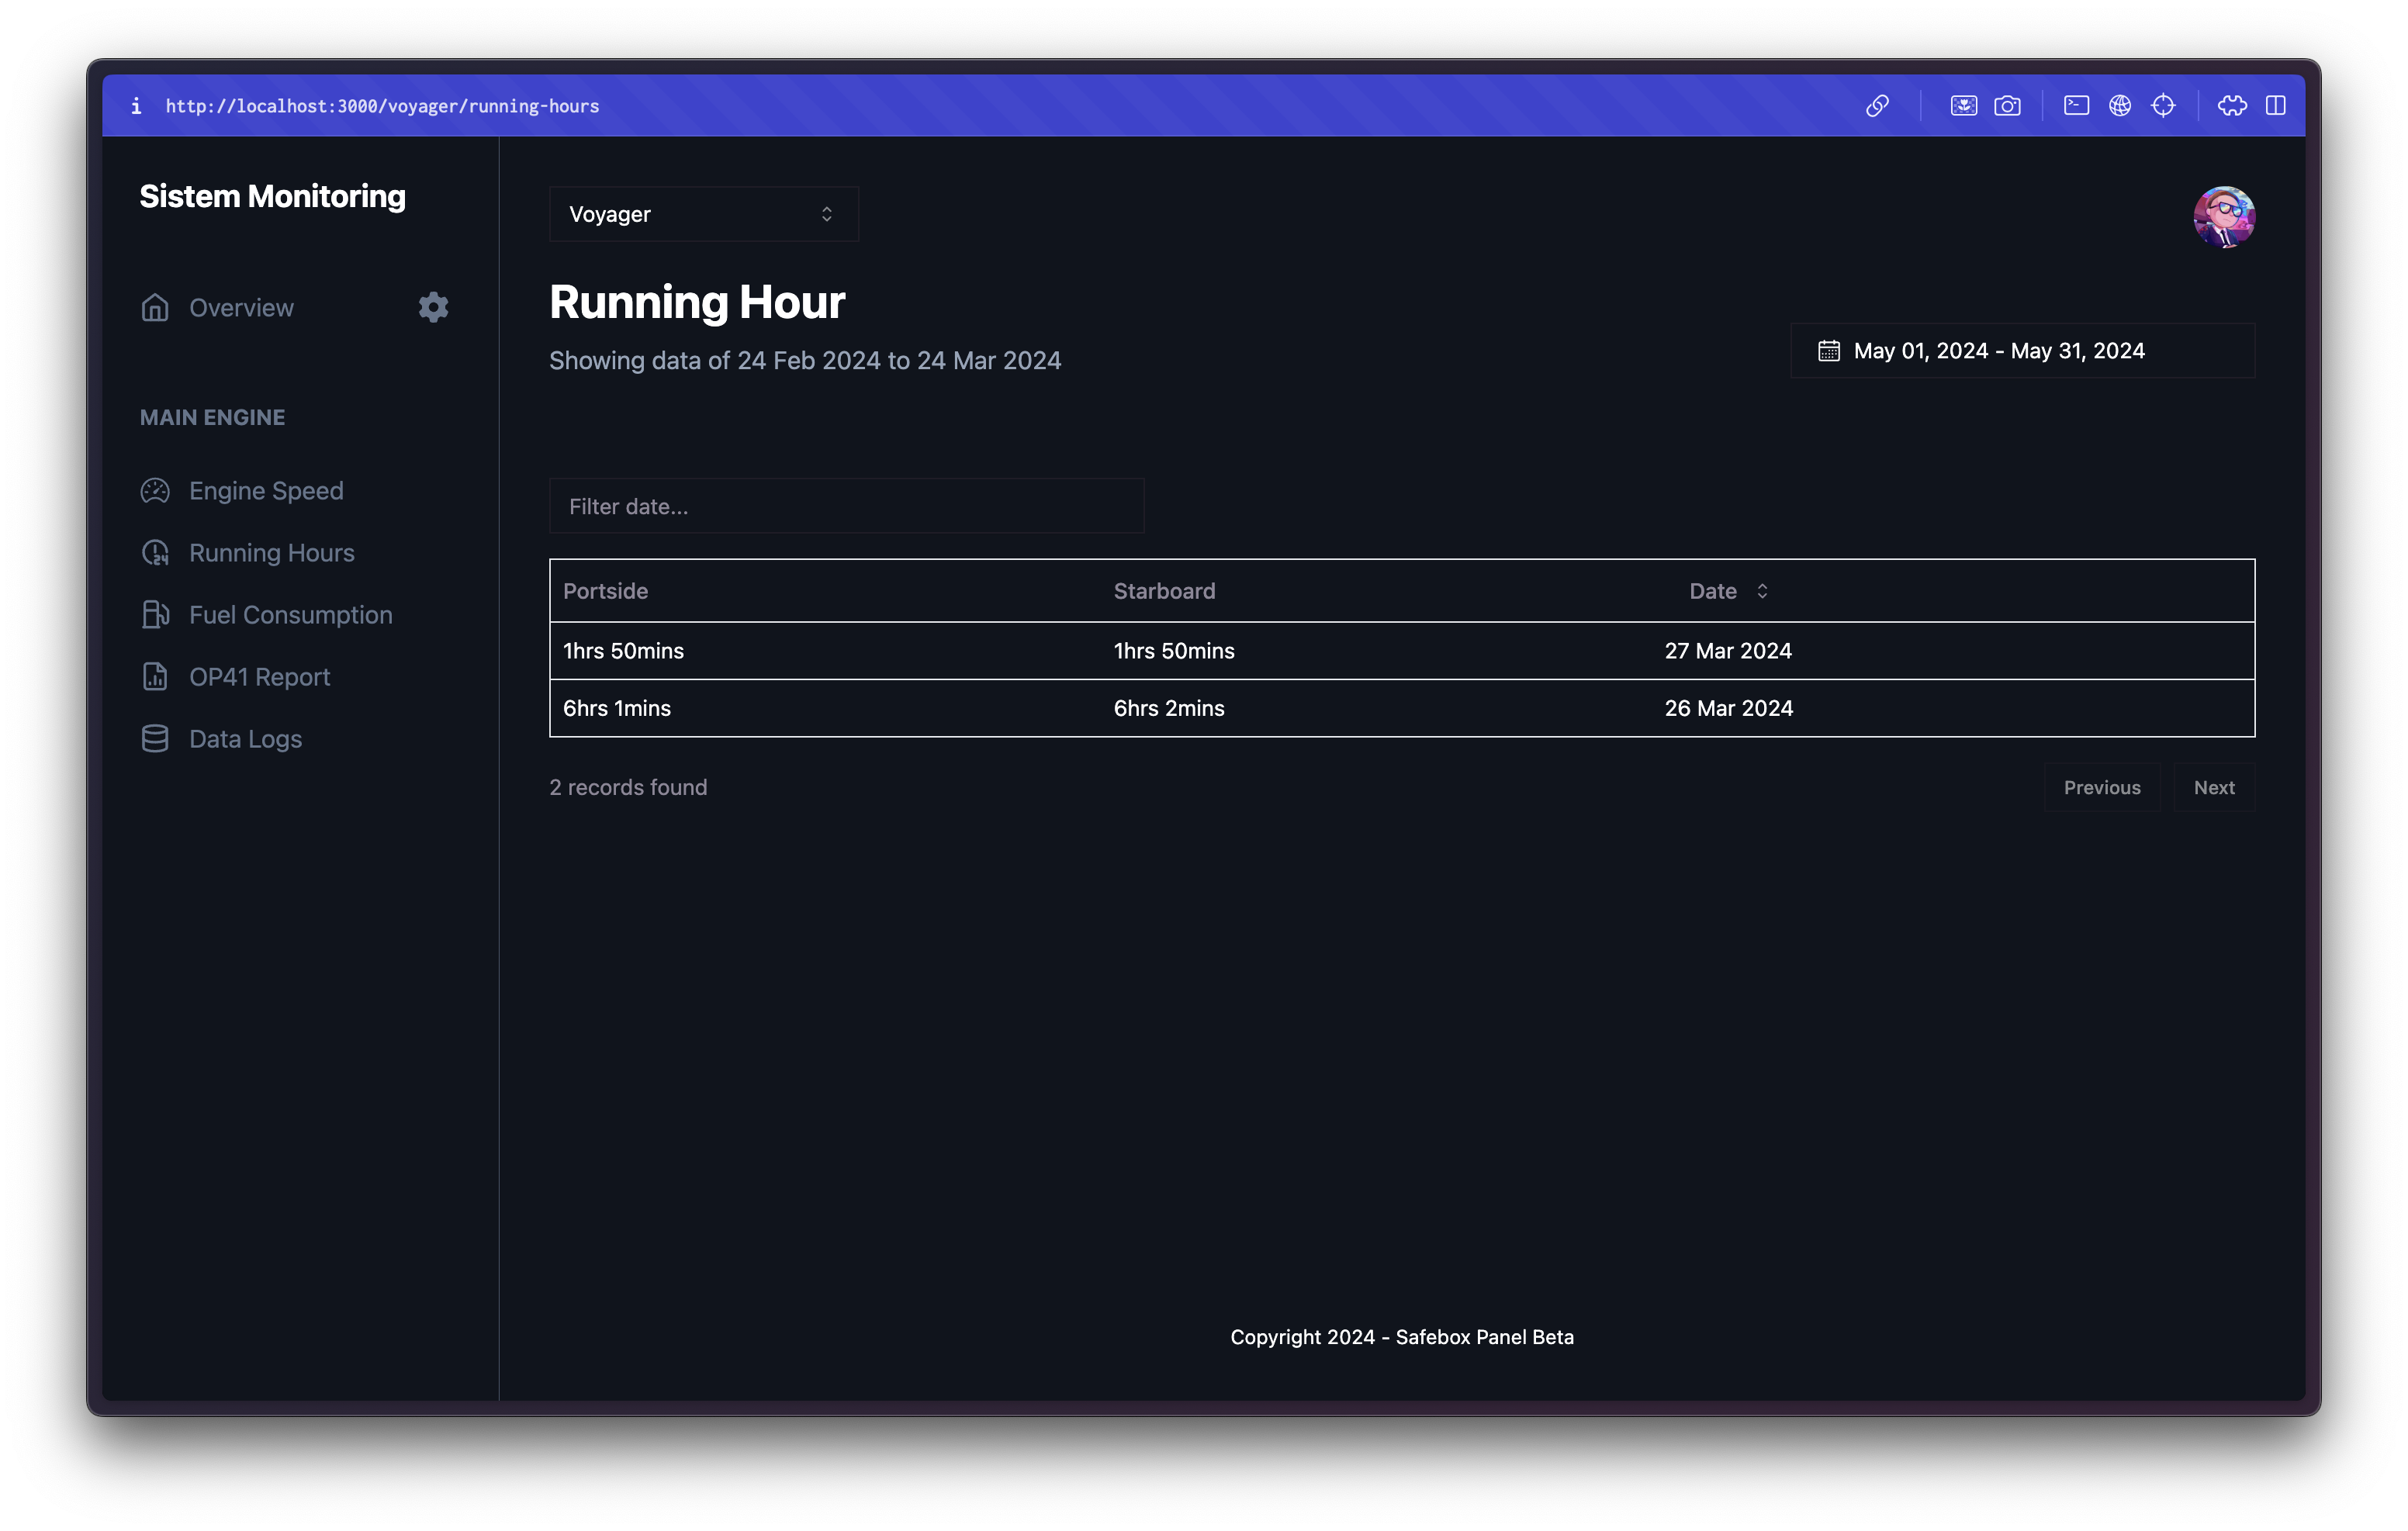 http://localhost:3000/voyager/running-hours
Sistem Monitoring
Overview
MAIN ENGINE
Engine Speed
Running Hours
Fuel Consumption
OP41 Report
Data Logs
Voyager
Running Hour
Showing data of 24 Feb 2024 to 24 Mar 2024
May 01, 2024 - May 31, 2024
Filter date...
Portside Starboard Date
1hrs 50mins 1hrs 50mins 27 Mar 2024
6hrs 1mins 6hrs 2mins 26 Mar 2024
2 records found
Previous Next
Copyright 2024 - Safebox Panel Beta